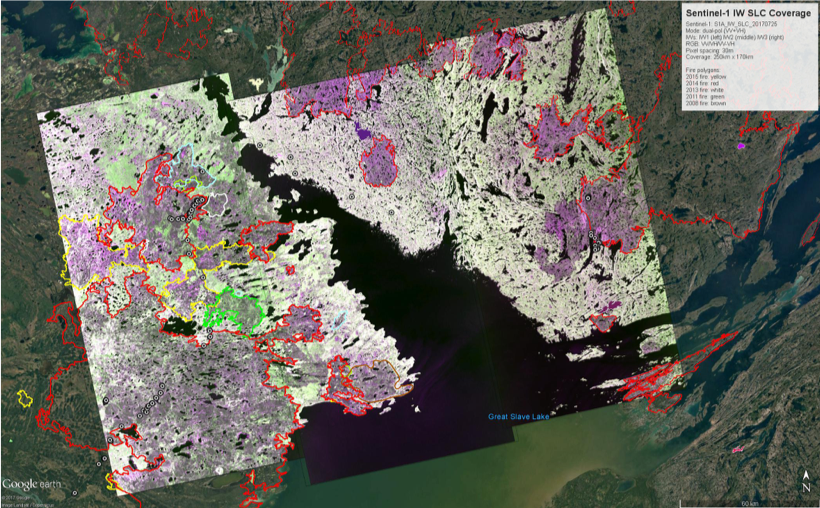 Sentinel-1 IW SLC Coverage
Sentinel-1: S1A_IW_SLC_20170725
Mode: dual-pol (VV+VH)
IWs: IW1 (left) IW2 (middle) IW3 (right)
RGB: VV/VH/VV-VH
Pixel spacing: 30m
Coverage: 250km x 170km
Fire polygons:
2015 fire: yellow
2014 fire: red
2013 fire: white
2011 fire: green
2008 fire: brown
Great Slave Lake
Google earth
N
60 km